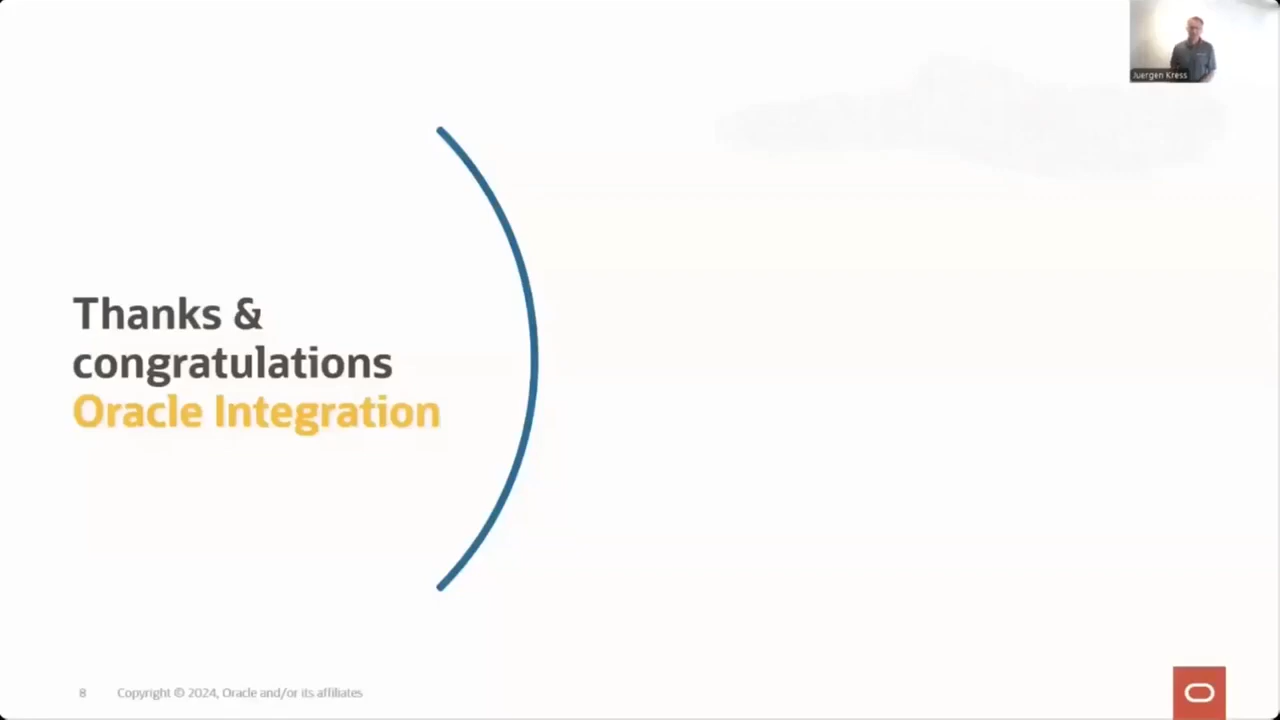 Juergen Kress
Thanks &
congratulations
Oracle Integration
8 Copyright © 2024, Oracle and/or its affiliates